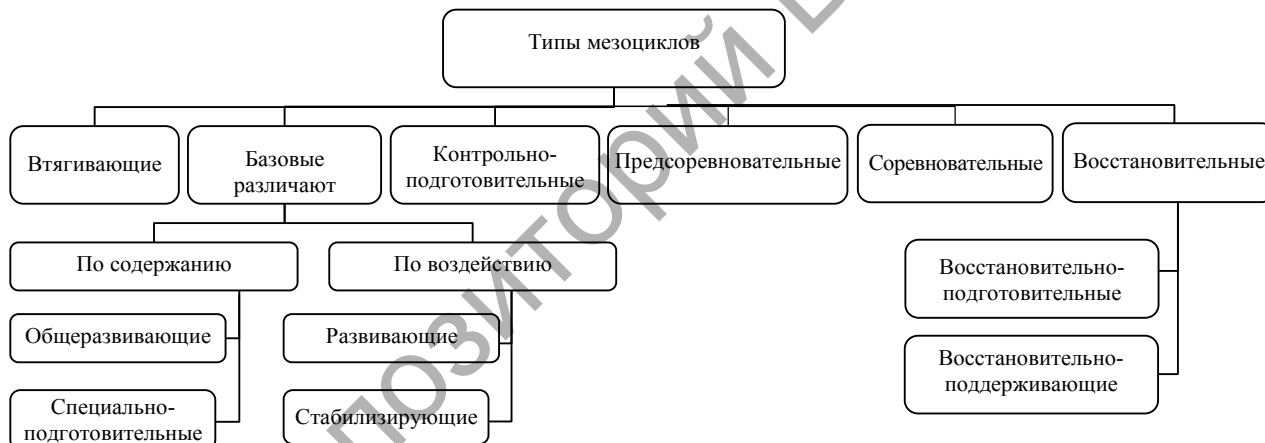 Типы мезоциклов
Втягивающие
Базовые
различают
Контрольно-
подготовительные
Предсоревновательные
Соревновательные
Восстановительные
По содержанию
По воздействию
Общеразвивающие
Специально-
подготовительные
Развивающие
Стабилизирующие
Восстановительно-
подготовительные
Восстановительно-
поддерживающие
позиторий